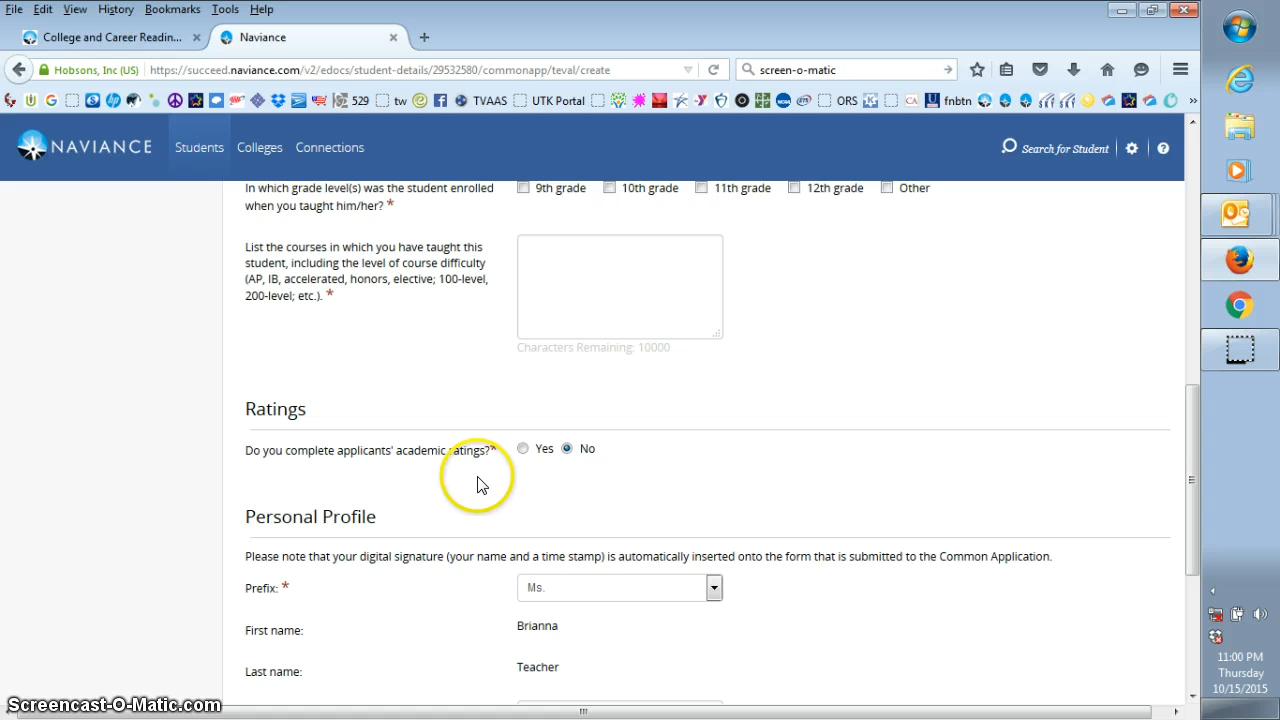 File Edit View History Bookmarks Tools Help
College and Career Readin... × Naviance × +
Hobsons, Inc (US) https://succeed.naviance.com/v2/edocs/student-details/29532580/commonapp/teval/create screen-o-matic
529 tw TVAAS UTK Portal ORS CA fnbtn »
NAVIANCE Students Colleges Connections Search for Student
In which grade level(s) was the student enrolled
when you taught him/her? *
9th grade 10th grade 11th grade 12th grade Other
List the courses in which you have taught this
student, including the level of course difficulty
(AP, IB, accelerated, honors, elective; 100-level,
200-level; etc.). *
Characters Remaining: 10000
Ratings
Do you complete applicants' academic ratings?* Yes No
Personal Profile
Please note that your digital signature (your name and a time stamp) is automatically inserted onto the form that is submitted to the Common Application.
Prefix: * Ms.
First name: Brianna
Last name: Teacher
11:00 PM
Thursday
10/15/2015
Screencast-O-Matic.com